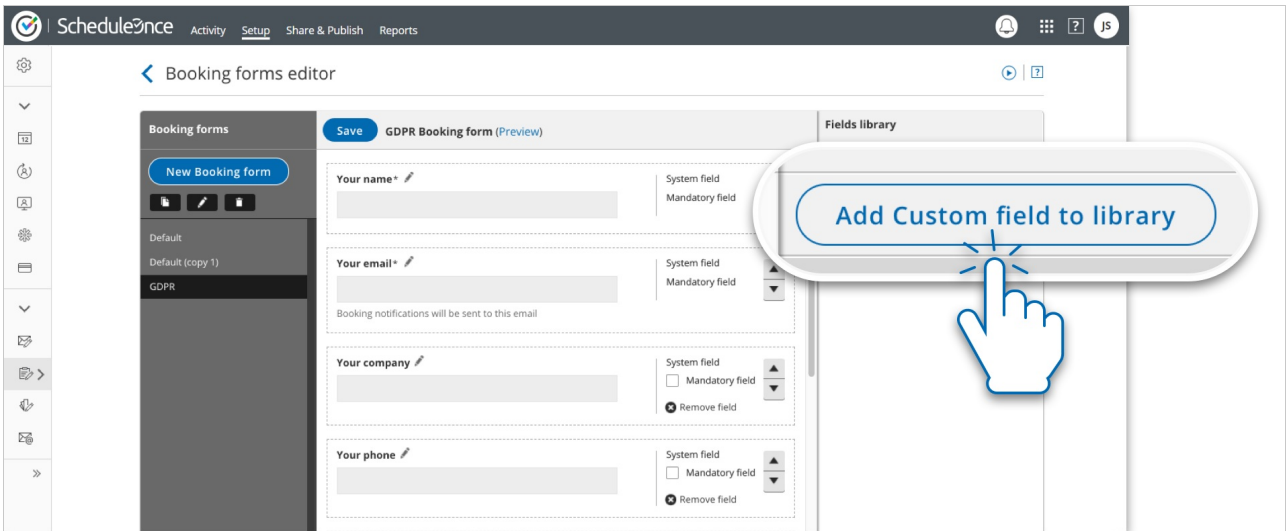 ScheduleOnce Activity Setup Share & Publish Reports ? JS
Booking forms editor ?
Booking forms
Save GDPR Booking form (Preview)
Fields library
New Booking form
12
Default
Default (copy 1)
GDPR
Your name*
System field
Mandatory field
Your email*
System field
Mandatory field
Booking notifications will be sent to this email
Your company
System field
Mandatory field
Remove field
Your phone
System field
Mandatory field
Remove field
Add Custom field to library